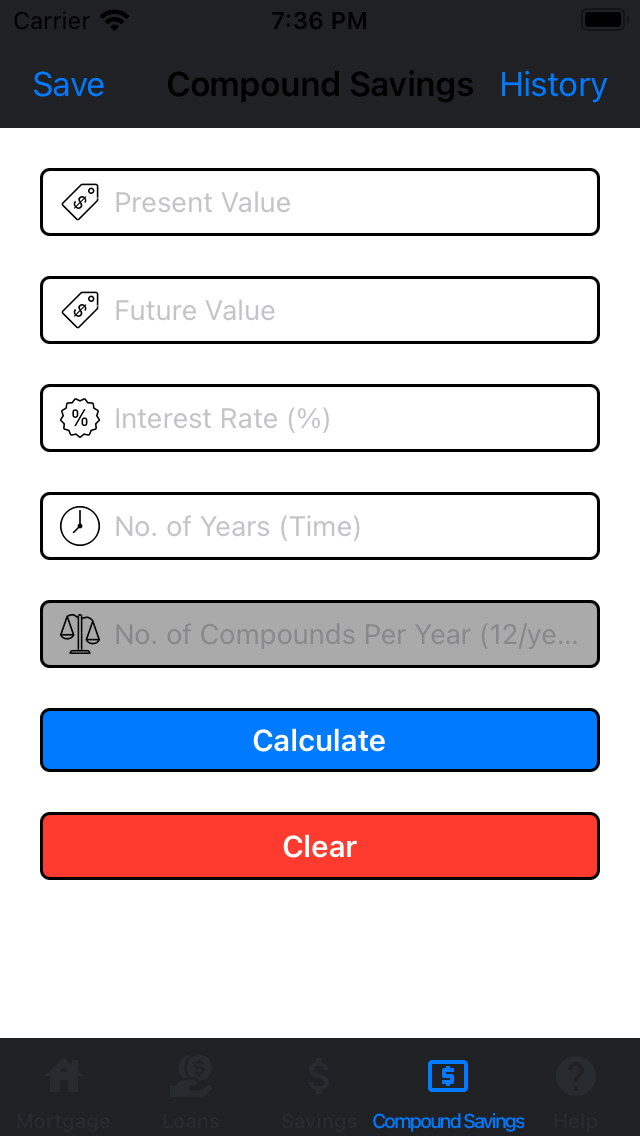 Carrier 7:36 PM
Save Compound Savings History
Present Value
Future Value
Interest Rate (%)
No. of Years (Time)
No. of Compounds Per Year (12/ye...
Calculate
Clear
Mortgage Loans Savings Compound Savings Help